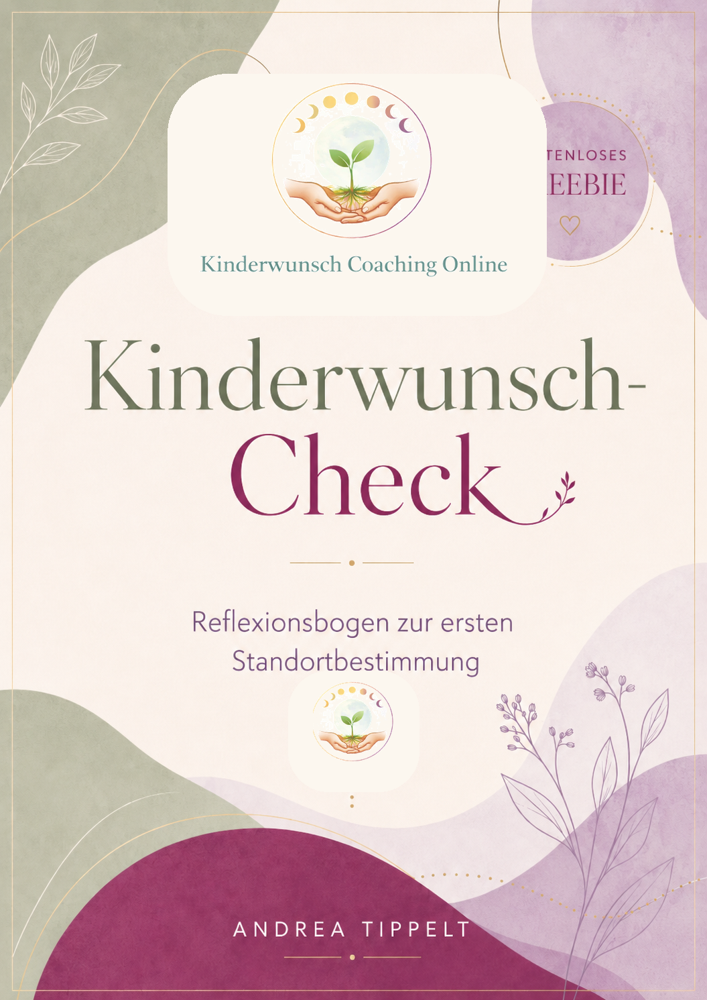 TENLOSES
EEBIE
Kinderwunsch Coaching Online
Kinderwunsch-
Check
Reflexionsbogen zur ersten
Standortbestimmung
ANDREA TIPPELT